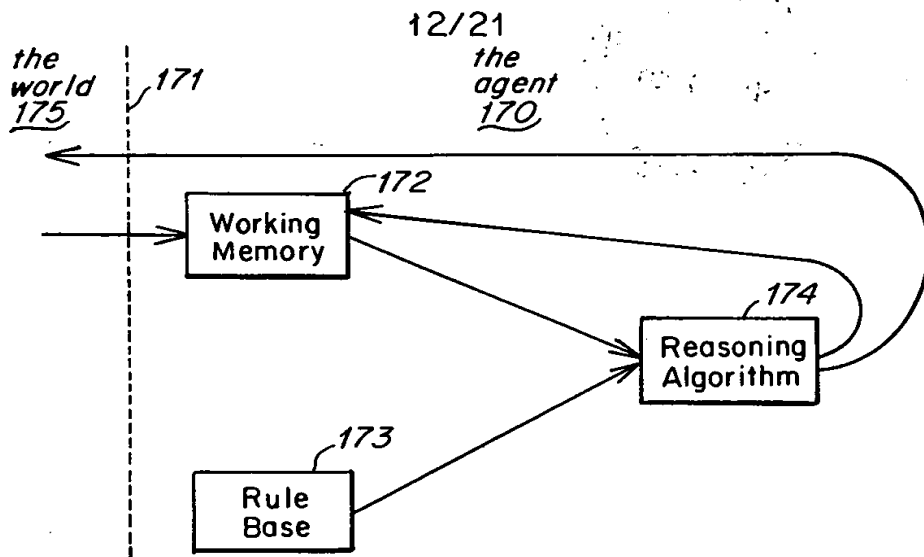 12/21
the
world
175
171
the
agent
170
172
Working
Memory
174
Reasoning
Algorithm
173
Rule
Base